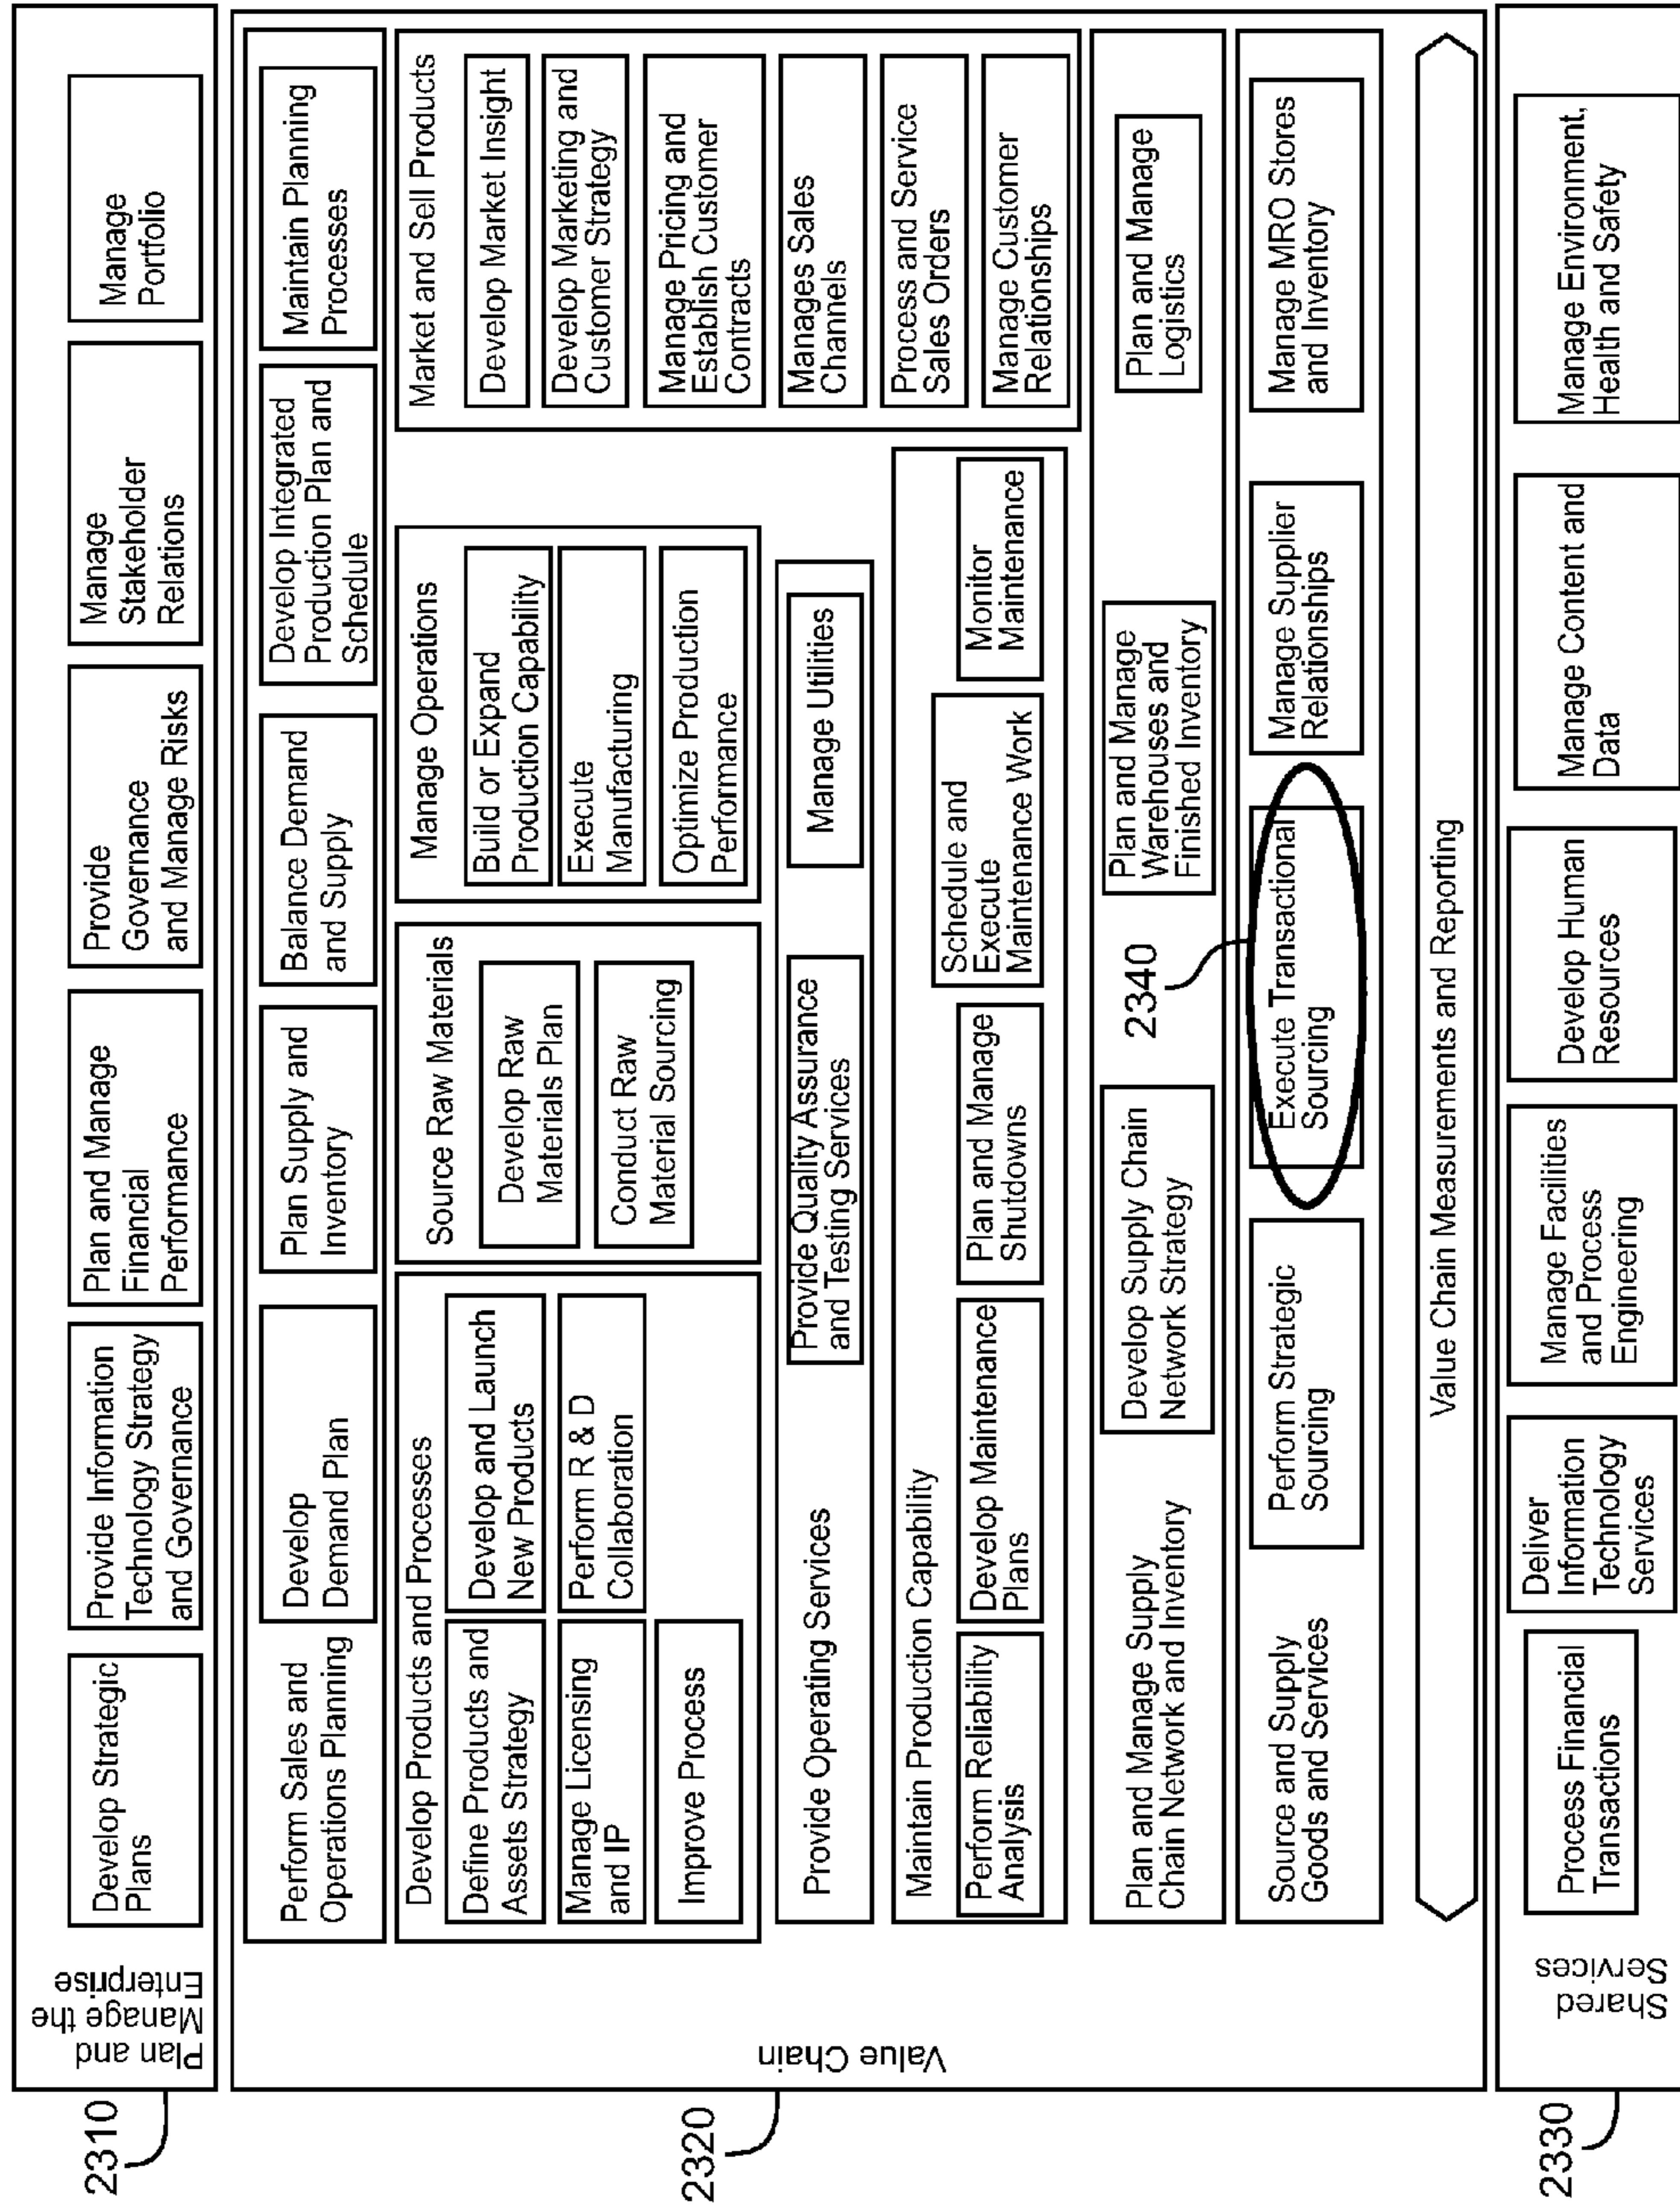 2310
Plan and
Manage the
Enterprise
Develop Strategic
Plans
Provide Information
Technology Strategy
and Governance
Plan and Manage
Financial
Performance
Provide
Governance
and Manage Risks
Manage
Stakeholder
Relations
Manage
Portfolio
2320
Value Chain
Perform Sales and
Operations Planning
Develop
Demand Plan
Plan Supply and
Inventory
Balance Demand
and Supply
Develop Integrated
Production Plan and
Schedule
Maintain Planning
Processes
Develop Products and Processes
Define Products and
Assets Strategy
Develop and Launch
New Products
Manage Licensing
and IP
Perform R & D
Collaboration
Improve Process
Source Raw Materials
Develop Raw
Materials Plan
Conduct Raw
Material Sourcing
Manage Operations
Build or Expand
Production Capability
Execute
Manufacturing
Optimize Production
Performance
Market and Sell Products
Develop Market Insight
Develop Marketing and
Customer Strategy
Manage Pricing and
Establish Customer
Contracts
Manages Sales
Channels
Process and Service
Sales Orders
Manage Customer
Relationships
Provide Operating Services
Provide Quality Assurance
and Testing Services
Manage Utilities
Maintain Production Capability
Perform Reliability
Analysis
Develop Maintenance
Plans
Plan and Manage
Shutdowns
Schedule and
Execute
Maintenance Work
Monitor
Maintenance
Plan and Manage Supply
Chain Network and Inventory
Develop Supply Chain
Network Strategy
2340
Plan and Manage
Warehouses and
Finished Inventory
Plan and Manage
Logistics
Source and Supply
Goods and Services
Perform Strategic
Sourcing
Execute Transactional
Sourcing
Manage Supplier
Relationships
Manage MRO Stores
and Inventory
Value Chain Measurements and Reporting
2330
Shared
Services
Process Financial
Transactions
Deliver
Information
Technology
Services
Manage Facilities
and Process
Engineering
Develop Human
Resources
Manage Content and
Data
Manage Environment,
Health and Safety